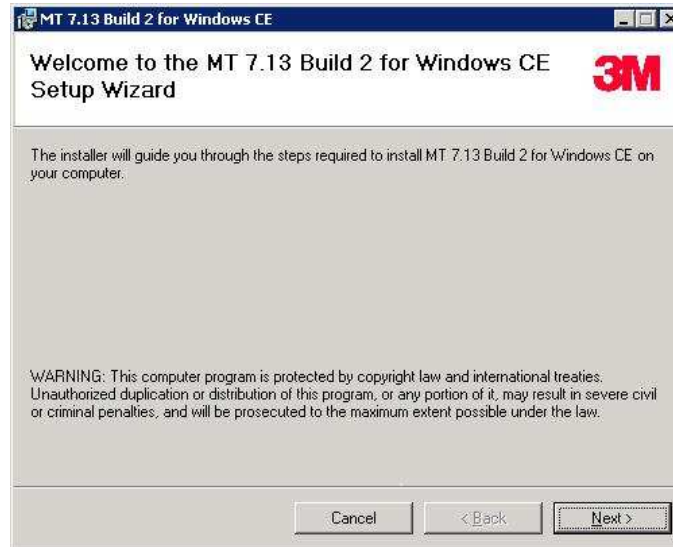 MT 7.13 Build 2 for Windows CE
Welcome to the MT 7.13 Build 2 for Windows CE
Setup Wizard
3M
The installer will guide you through the steps required to install MT 7.13 Build 2 for Windows CE on
your computer.
WARNING: This computer program is protected by copyright law and international treaties.
Unauthorized duplication or distribution of this program, or any portion of it, may result in severe civil
or criminal penalties, and will be prosecuted to the maximum extent possible under the law.
Cancel
< Back
Next >